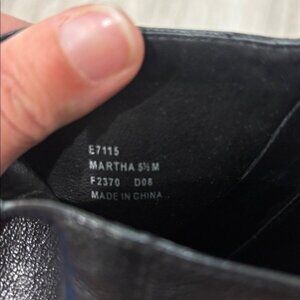 E7115
MARTHA 5½ M
F2370 D08
MADE IN CHINA